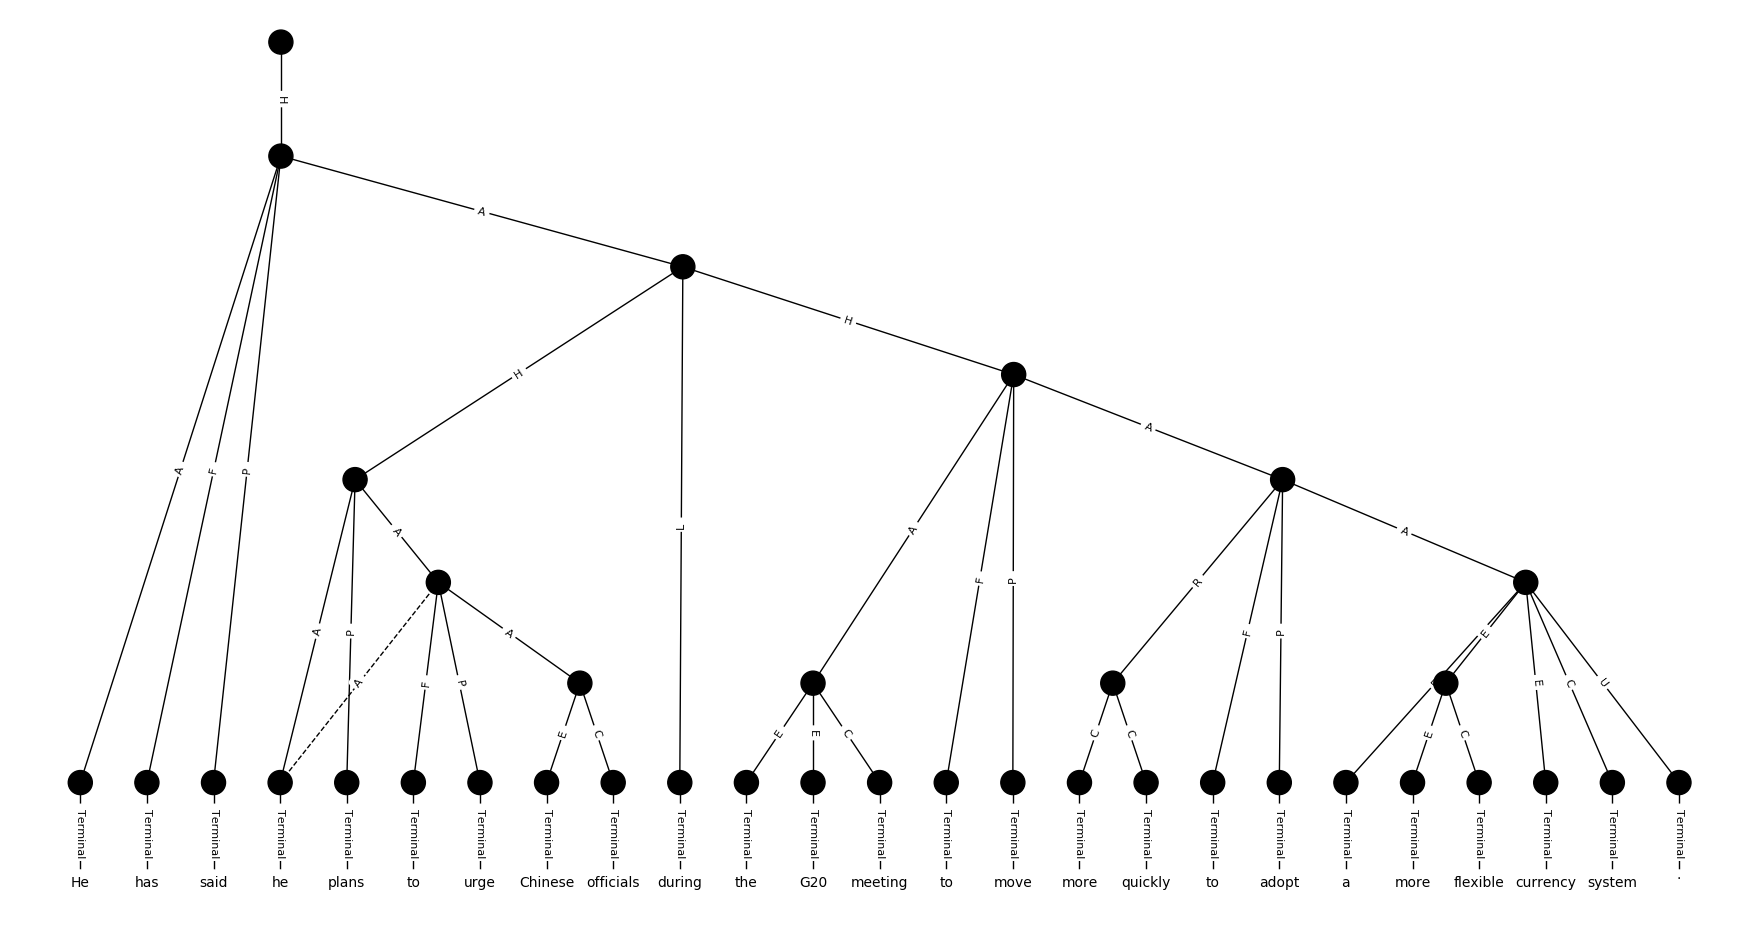 H
A
H
H
A
A F P
L
A
A
A
F P
R
A P
F P
E
A
F P
A
E
E C U
E C
E E C
C C
E C
Terminal Terminal Terminal Terminal Terminal Terminal Terminal Terminal Terminal Terminal Terminal Terminal Terminal Terminal Terminal Terminal Terminal Terminal Terminal Terminal Terminal Terminal Terminal Terminal Terminal
He has said he plans to urge Chinese officials during the G20 meeting to move more quickly to adopt a more flexible currency system .